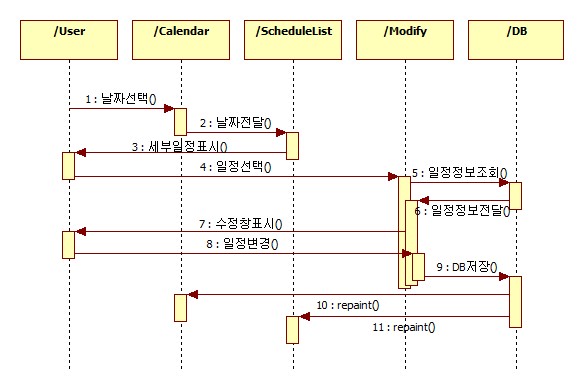 /User
/Calendar
/ScheduleList
/Modify
/DB
1 : 날짜선택()
2 : 날짜전달()
3 : 세부일정표시()
4 : 일정선택()
5 : 일정정보조회()
6 : 일정정보전달()
7 : 수정창표시()
8 : 일정변경()
9 : DB저장()
10 : repaint()
11 : repaint()